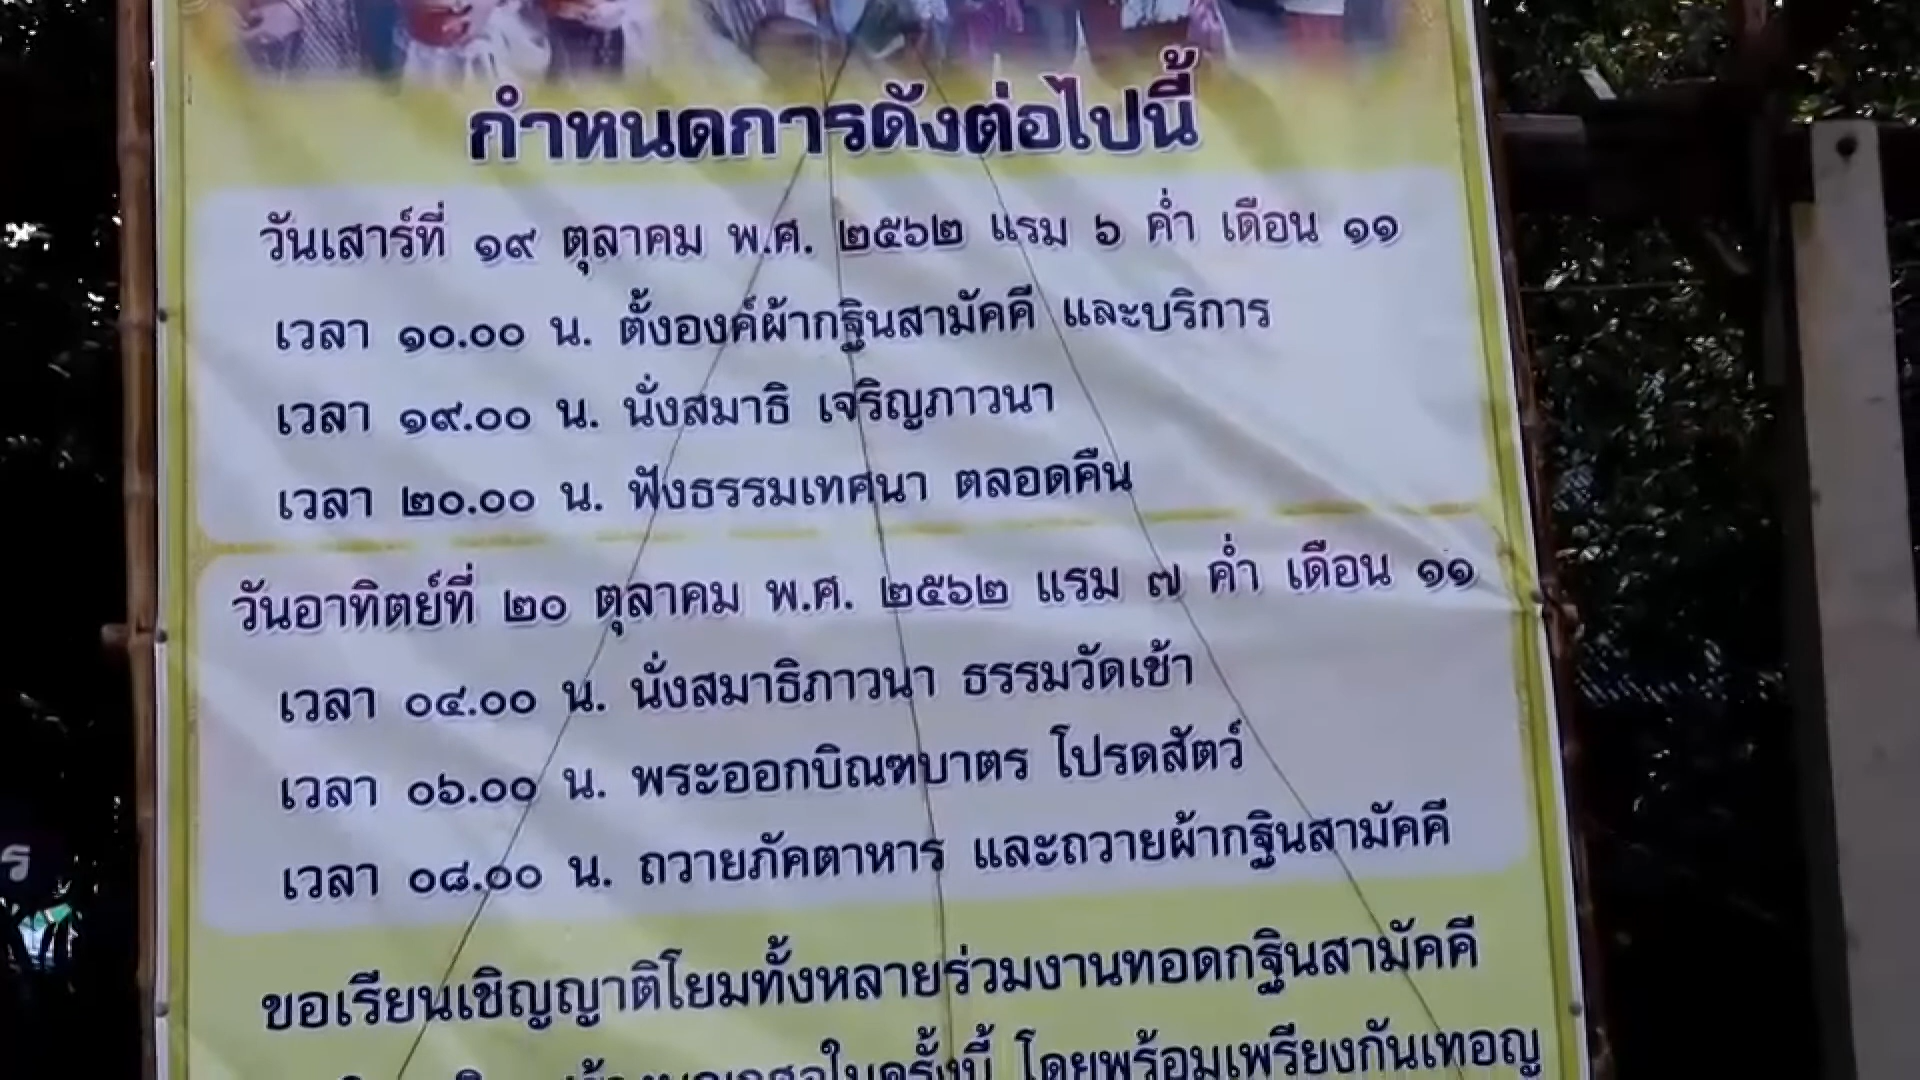 กำหนดการดังต่อไปนี้
วันเสาร์ที่ ๑๙ ตุลาคม พ.ศ. ๒๕๖๒ แรม ๖ ค่ำ เดือน ๑๑
เวลา ๑๐.๐๐ น. ตั้งองค์ผ้ากฐินสามัคคี และบริการ
เวลา ๑๙.๐๐ น. นั่งสมาธิ เจริญภาวนา
เวลา ๒๐.๐๐ น. ฟังธรรมเทศนา ตลอดคืน
วันอาทิตย์ที่ ๒๐ ตุลาคม พ.ศ. ๒๕๖๒ แรม ๗ ค่ำ เดือน ๑๑
เวลา ๐๔.๐๐ น. นั่งสมาธิภาวนา ธรรมวัดเช้า
เวลา ๐๖.๐๐ น. พระออกบิณฑบาตร โปรดสัตว์
เวลา ๐๘.๐๐ น. ถวายภัคตาหาร และถวายผ้ากฐินสามัคคี
ขอเรียนเชิญญาติโยมทั้งหลายร่วมงานทอดกฐินสามัคคี
ในครั้งนี้ โดยพร้อมเพรียงกันเทอญ
ร